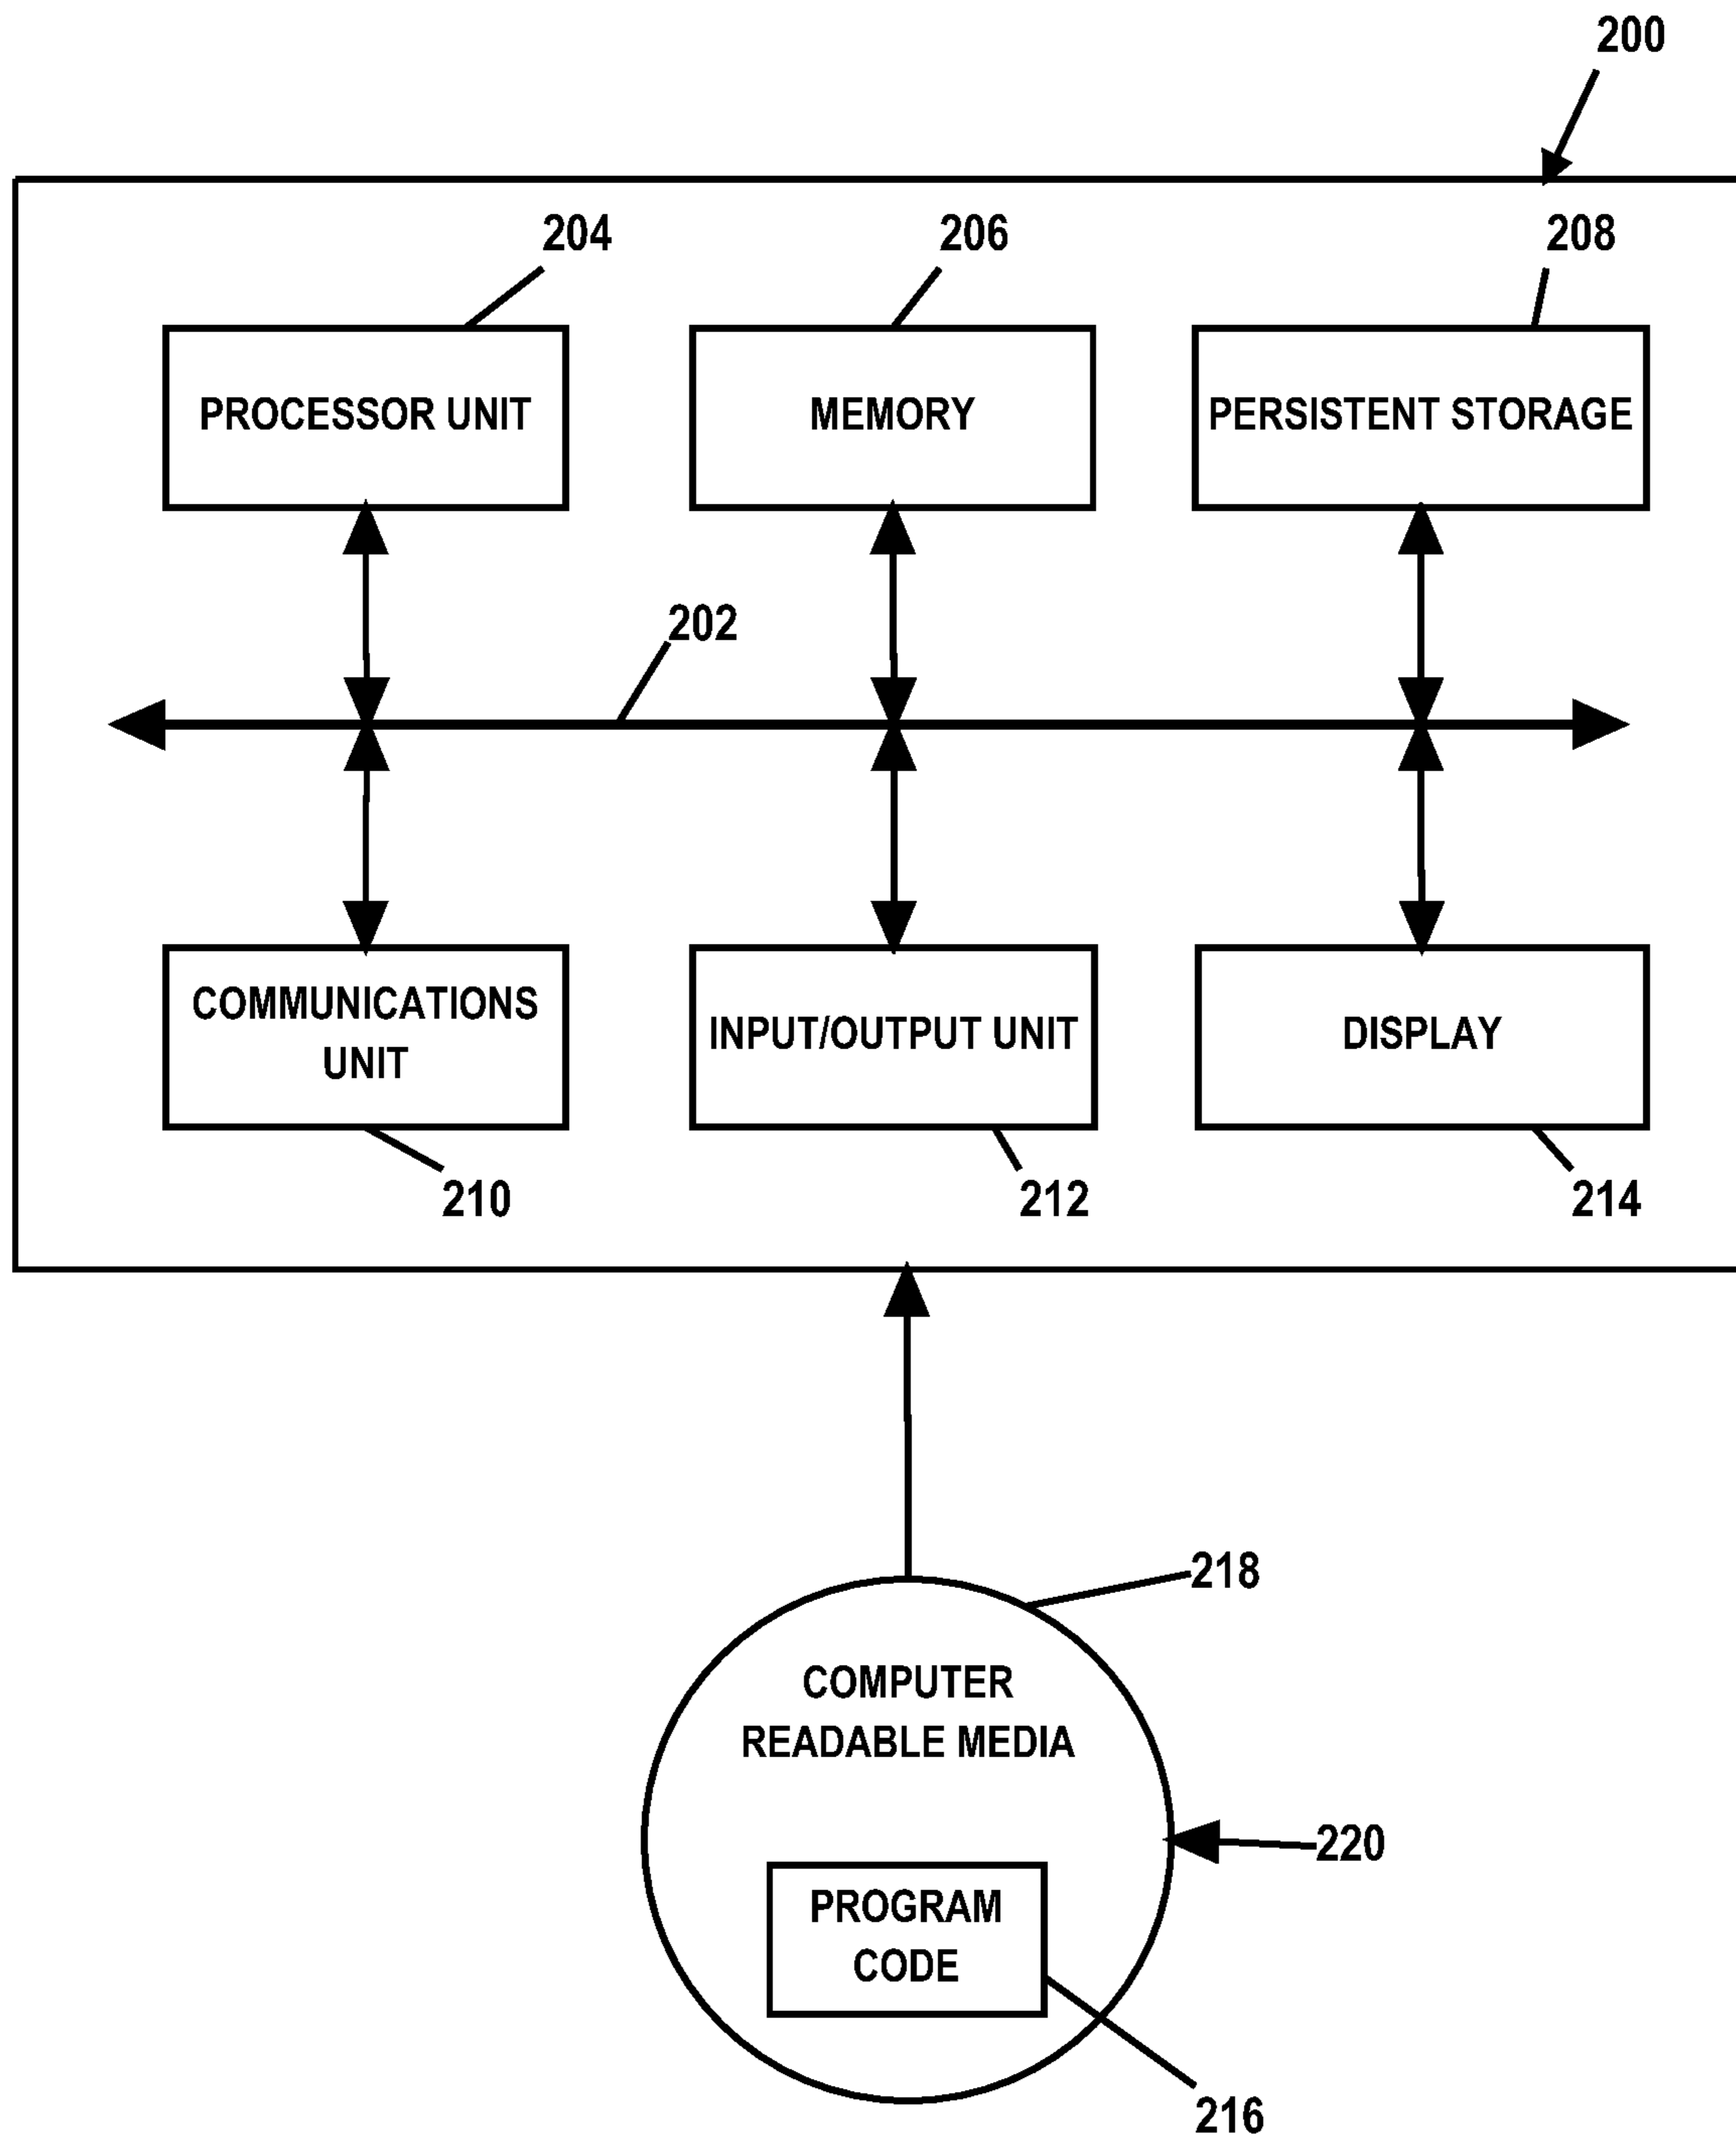 200
204
206
208
PROCESSOR UNIT
MEMORY
PERSISTENT STORAGE
202
COMMUNICATIONS
UNIT
INPUT/OUTPUT UNIT
DISPLAY
210
212
214
218
COMPUTER
READABLE MEDIA
220
PROGRAM
CODE
216